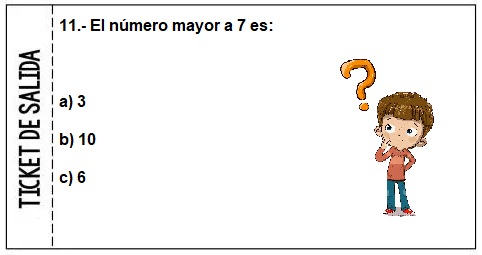 TICKET DE SALIDA
11.- El número mayor a 7 es:
a) 3
b) 10
c) 6